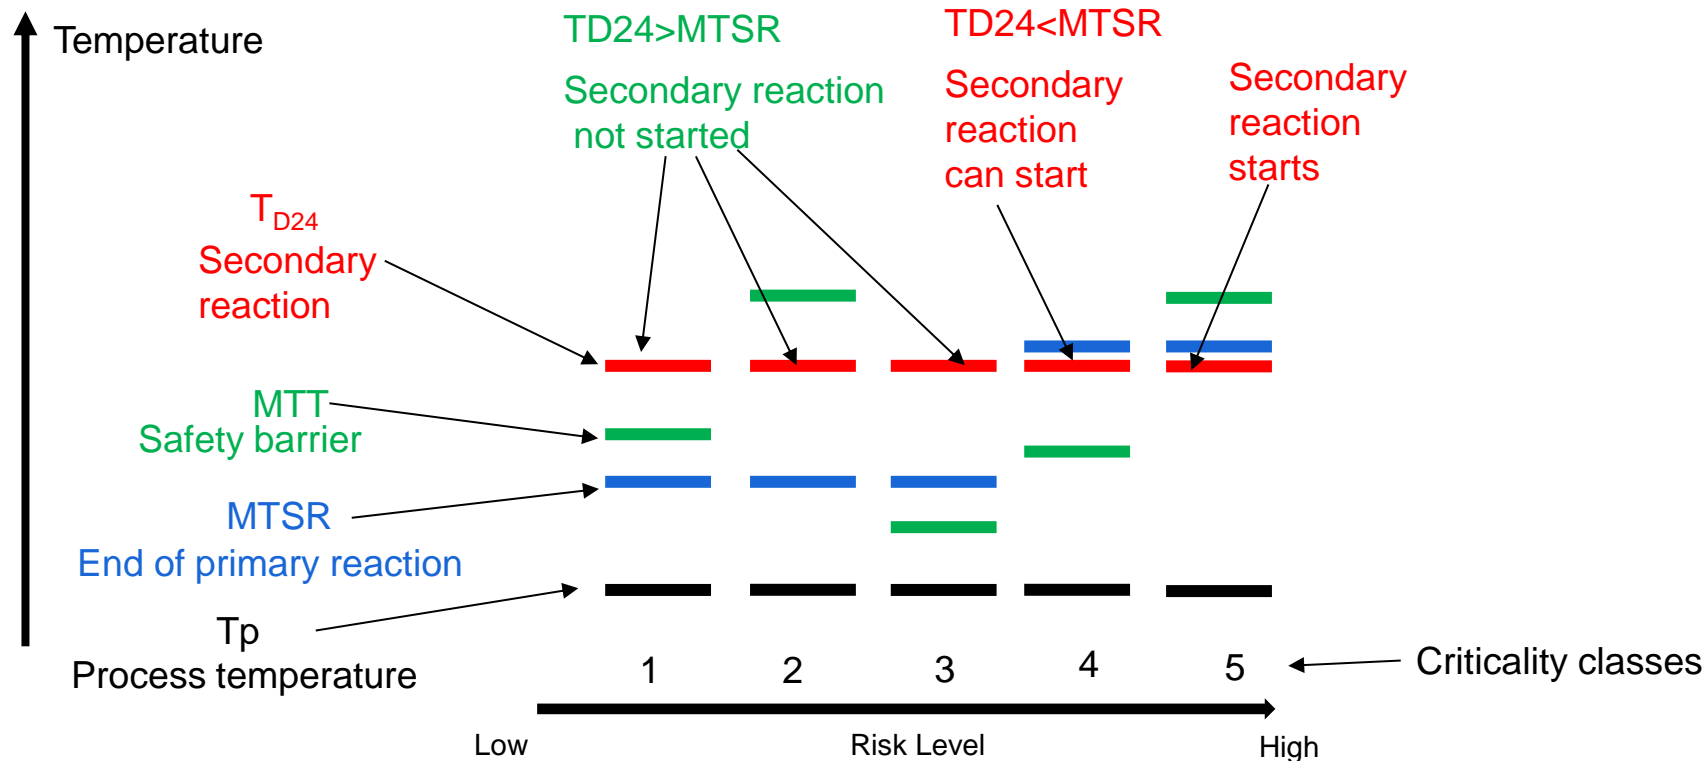 Temperature
TD24>MTSR
Secondary reaction
not started
TD24<MTSR
Secondary
reaction
can start
Secondary
reaction
starts
TD24
Secondary
reaction
MTT
Safety barrier
MTSR
End of primary reaction
Tp
Process temperature
1 2 3 4 5
Criticality classes
Low Risk Level High